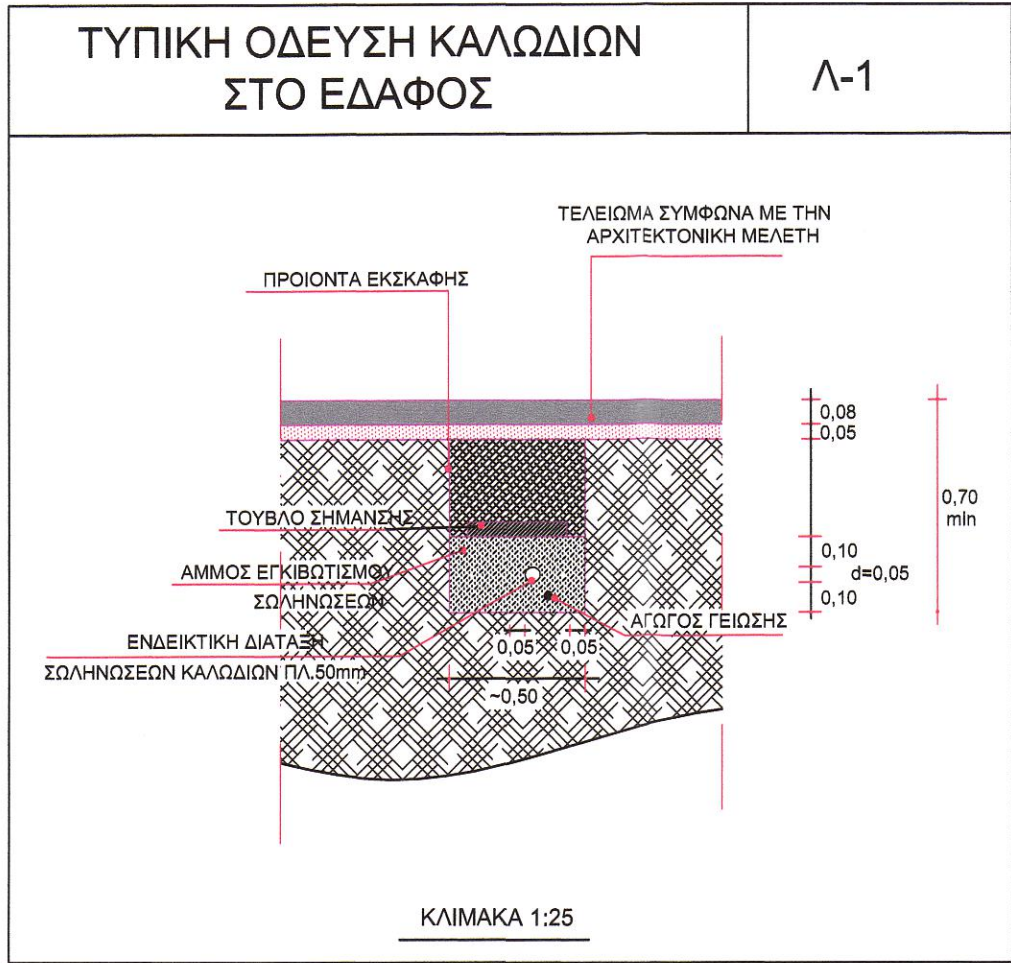 ΤΥΠΙΚΗ ΟΔΕΥΣΗ ΚΑΛΩΔΙΩΝ
ΣΤΟ ΕΔΑΦΟΣ
Λ-1
ΤΕΛΕΙΩΜΑ ΣΥΜΦΩΝΑ ΜΕ ΤΗΝ
ΑΡΧΙΤΕΚΤΟΝΙΚΗ ΜΕΛΕΤΗ
ΠΡΟΙΟΝΤΑ ΕΚΣΚΑΦΗΣ
0,08
0,05
0,70
min
ΤΟΥΒΛΟ ΣΗΜΑΝΣΗΣ
0,10
ΑΜΜΟΣ ΕΓΚΙΒΩΤΙΣΜΟΥ
ΣΩΛΗΝΩΣΕΩΝ
d=0,05
0,10
ΑΓΩΓΟΣ ΓΕΙΩΣΗΣ
ΕΝΔΕΙΚΤΙΚΗ ΔΙΑΤΑΞΗ
ΣΩΛΗΝΩΣΕΩΝ ΚΑΛΩΔΙΩΝ ΠΛ.50mm
0,05
0,05
~0,50
ΚΛΙΜΑΚΑ 1:25